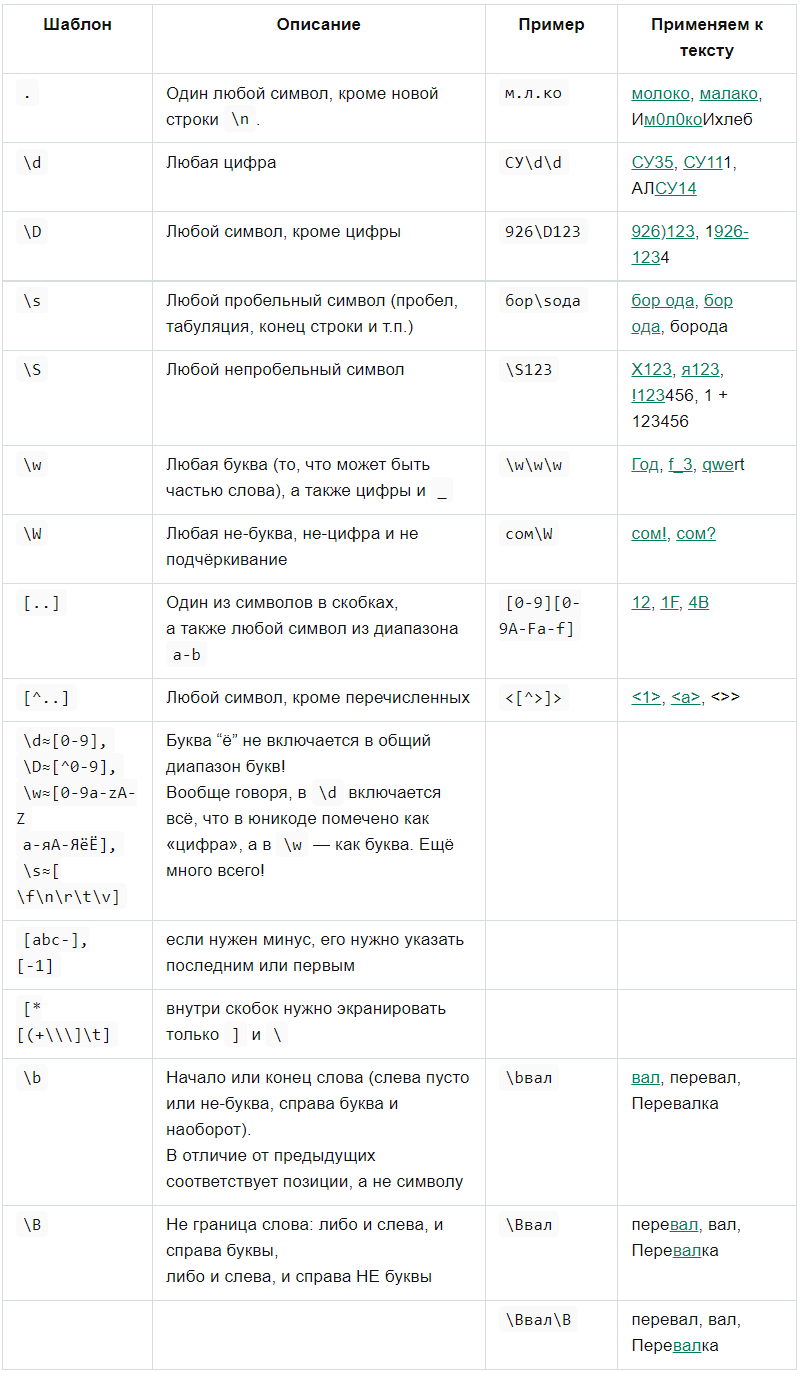 Шаблон Описание Пример Применяем к
тексту
. Один любой символ, кроме новой м.л.ко молоко, малако,
строки \n . Им0л0коИхлеб
\d Любая цифра СУ\d\d СУ35, СУ111,
АЛСУ14
\D Любой символ, кроме цифры 926\D123 926)123, 1926-
1234
\s Любой пробельный символ (пробел, бор\sода бор ода, бор
табуляция, конец строки и т.п.) ода, борода
\S Любой непробельный символ \S123 X123, я123,
!123456, 1 +
123456
\w Любая буква (то, что может быть \w\w\w Год, f_3, qwert
частью слова), а также цифры и _
\W Любая не-буква, не-цифра и не сом\W сом!, сом?
подчёркивание
[..] Один из символов в скобках, [0-9][0- 12, 1F, 4B
а также любой символ из диапазона 9A-Fa-f]
a-b
[^..] Любой символ, кроме перечисленных <[^>]> <1>, <a>, <>>
\d≈[0-9], Буква “ё” не включается в общий
\D≈[^0-9], диапазон букв!
\w≈[0-9a-zA- Вообще говоря, в \d включается
Z всё, что в юникоде помечено как
а-яА-ЯёЁ], «цифра», а в \w — как буква. Ещё
\s≈[ много всего!
\f\n\r\t\v]
[abc-], если нужен минус, его нужно указать
[-1] последним или первым
[* внутри скобок нужно экранировать
[(+\\\]\t] только ] и \
\b Начало или конец слова (слева пусто \bвал вал, перевал,
или не-буква, справа буква и Перевалка
наоборот).
В отличие от предыдущих
соответствует позиции, а не символу
\B Не граница слова: либо и слева, и \Bвал перевал, вал,
справа буквы, Перевалка
либо и слева, и справа НЕ буквы
\Bвал\B перевал, вал,
Перевалка